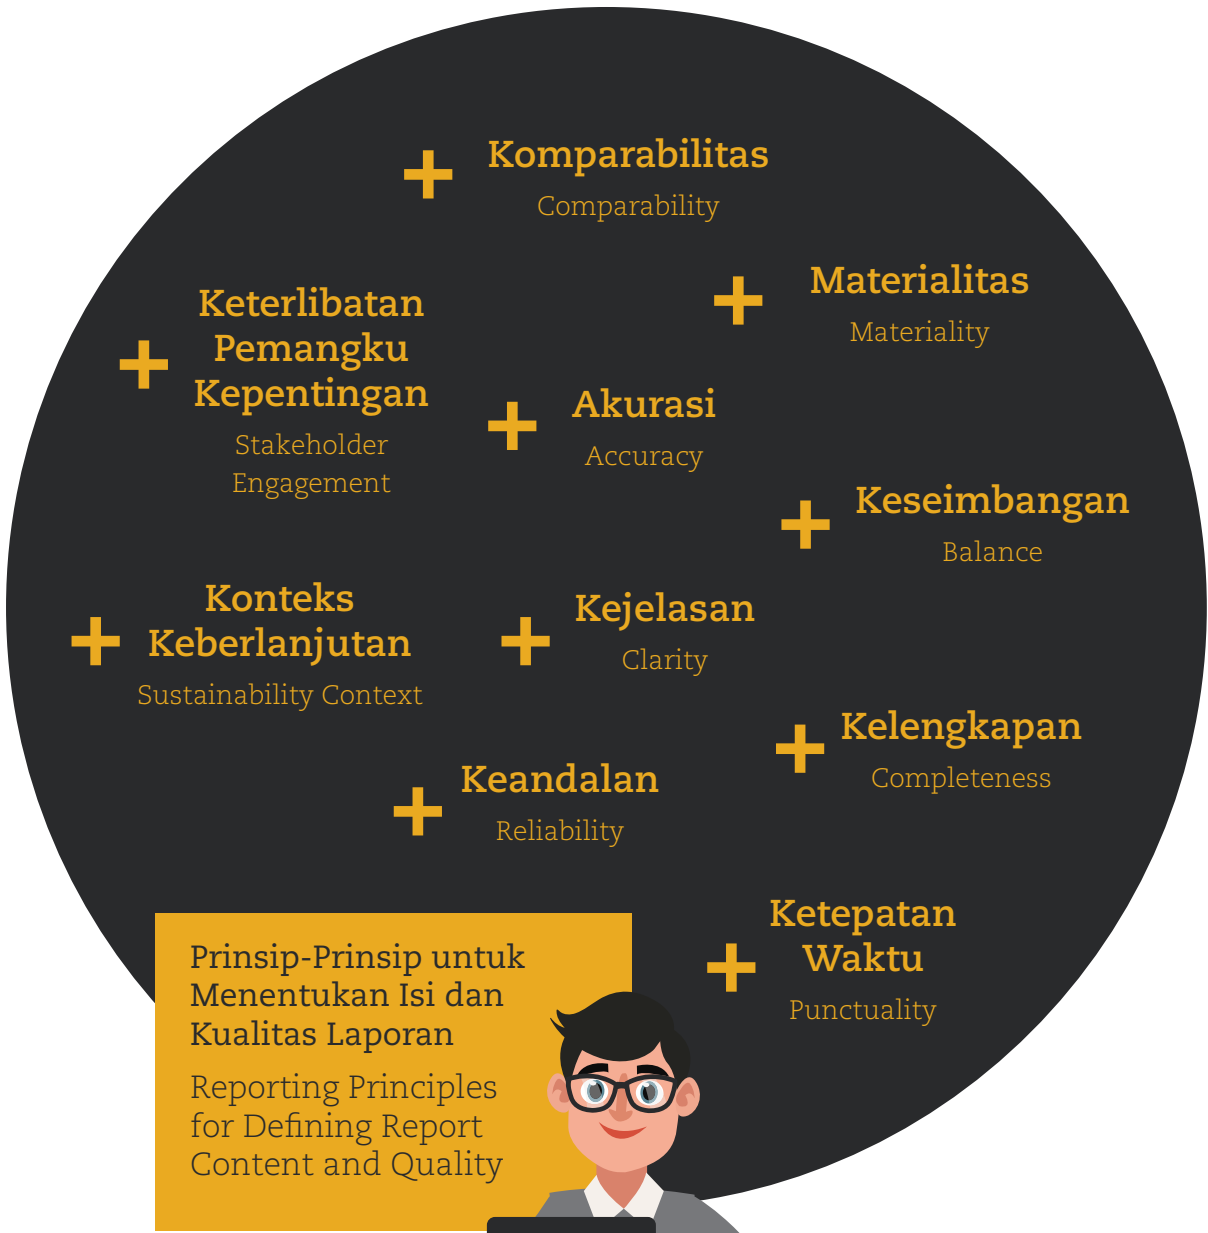 Komparabilitas
Comparability
Materialitas
Materiality
Keterlibatan
Pemangku
Kepentingan
Stakeholder
Engagement
Akurasi
Accuracy
Keseimbangan
Balance
Konteks
Keberlanjutan
Sustainability Context
Kejelasan
Clarity
Kelengkapan
Completeness
Keandalan
Reliability
Ketepatan
Waktu
Punctuality
Prinsip-Prinsip untuk
Menentukan Isi dan
Kualitas Laporan
Reporting Principles
for Defining Report
Content and Quality